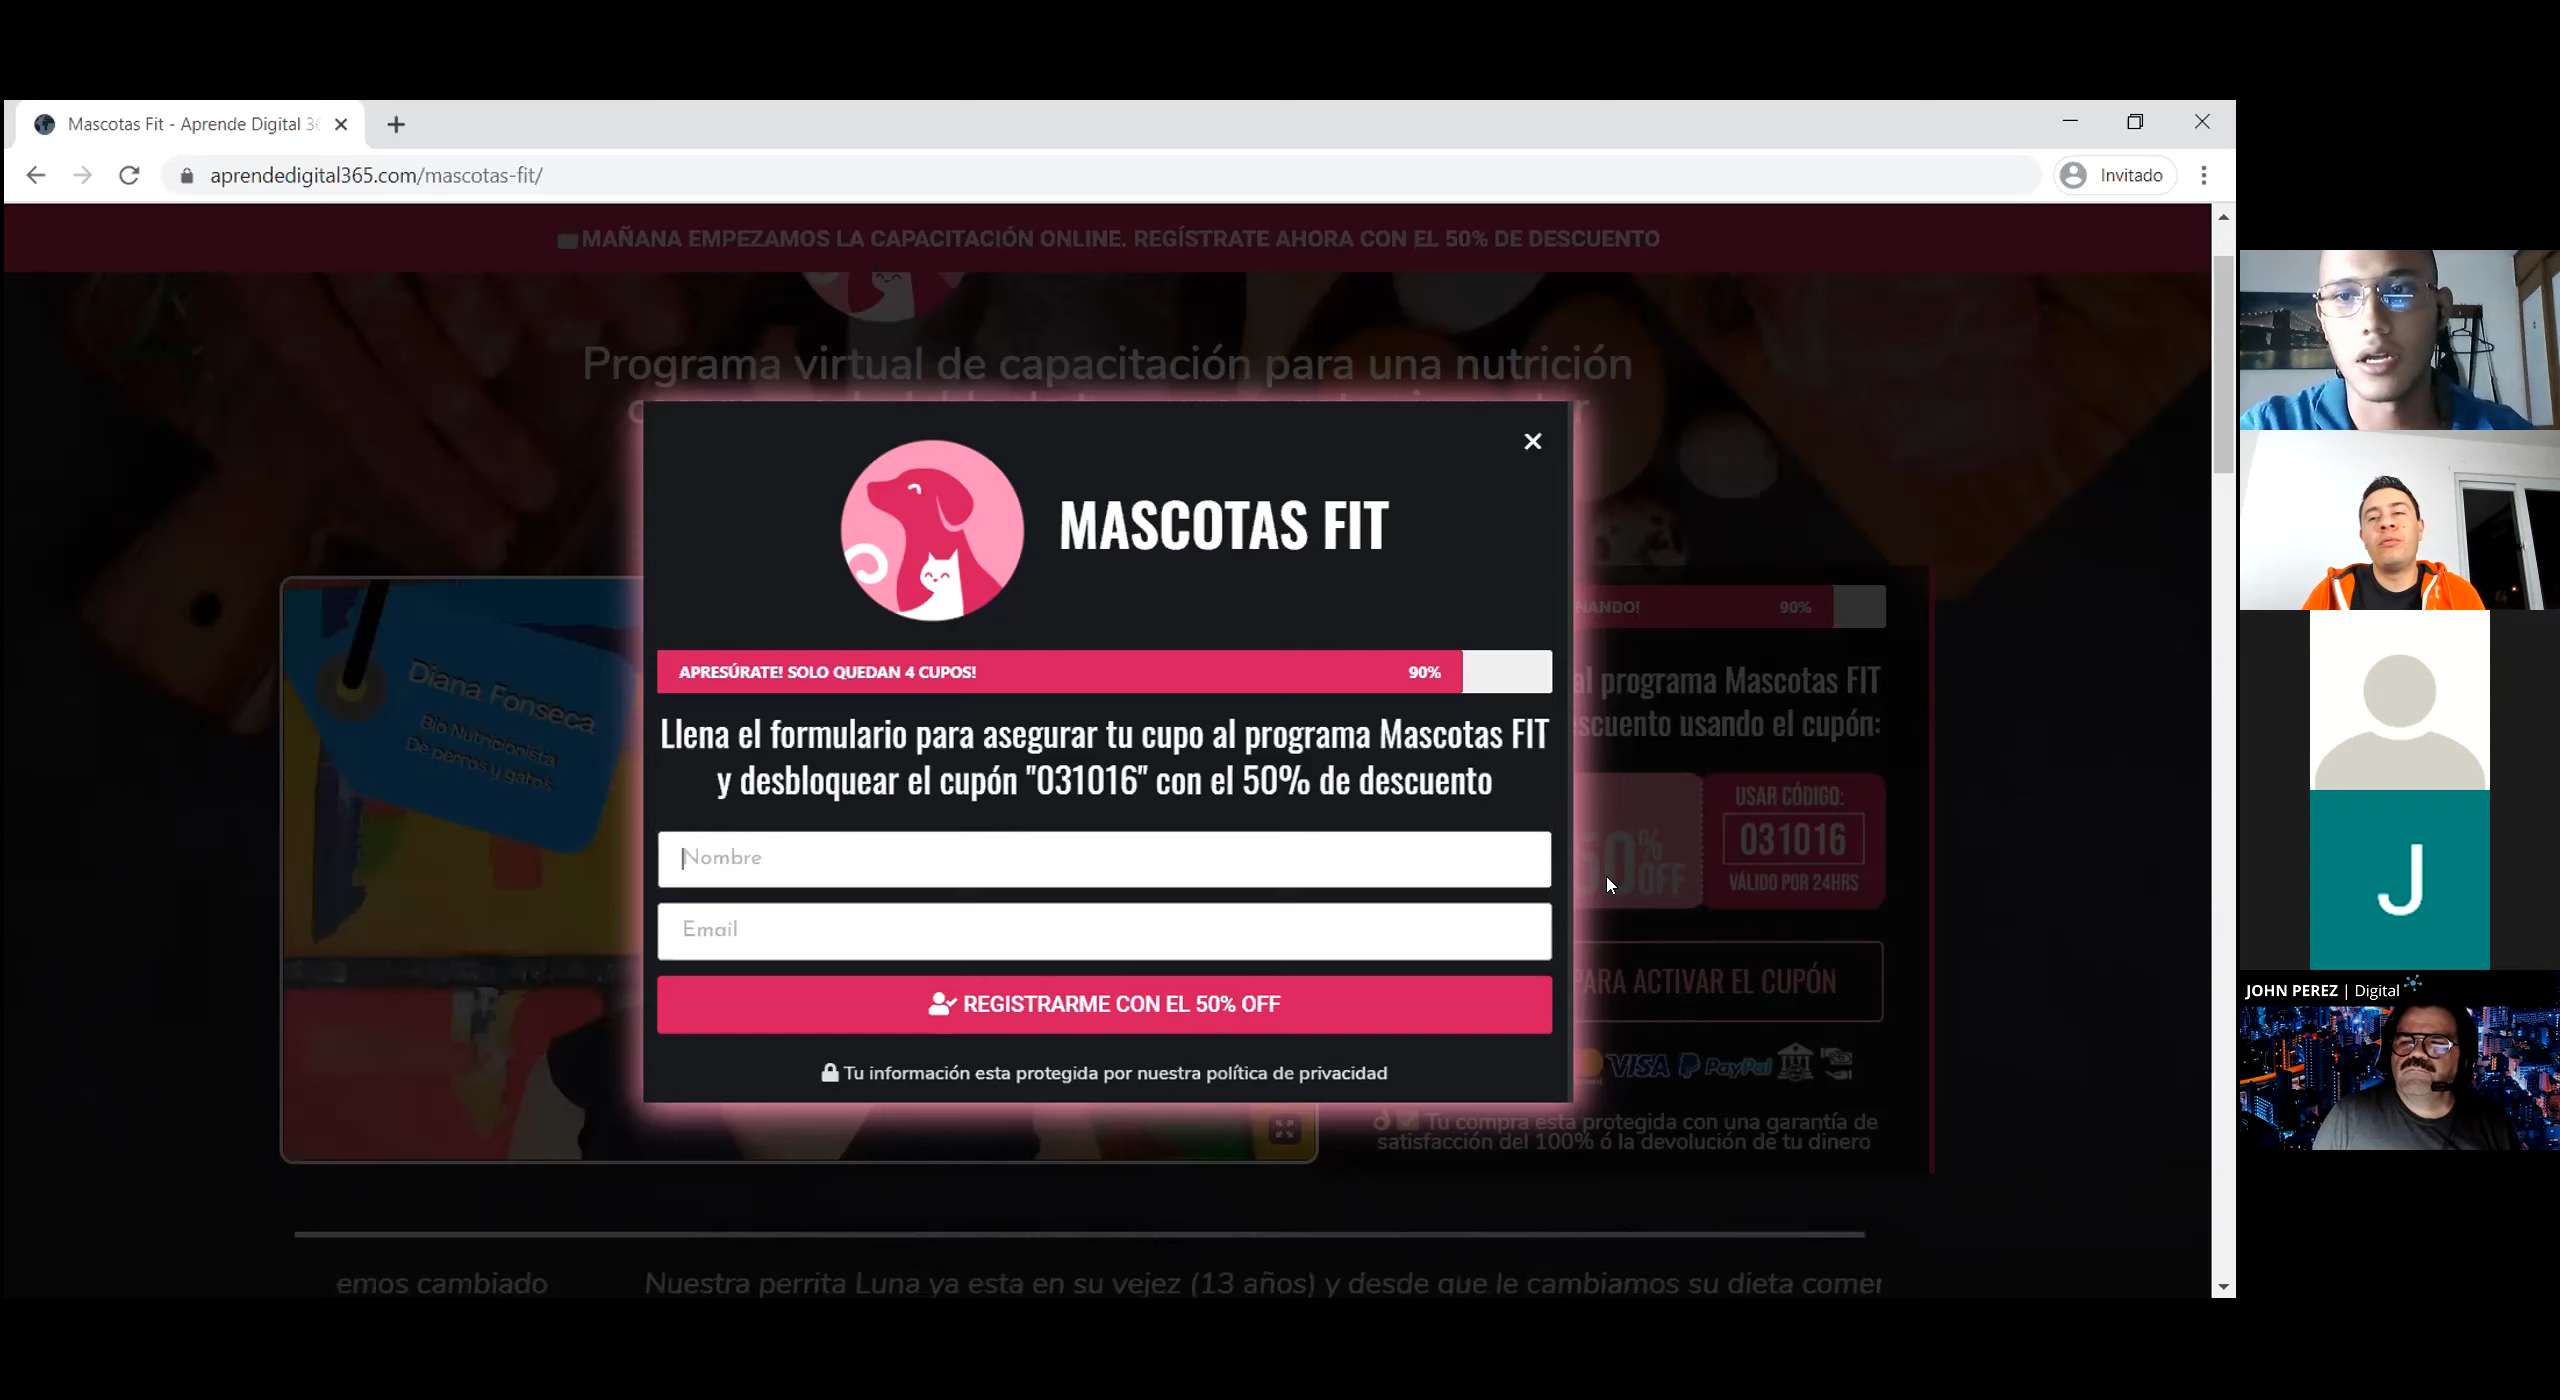 Mascotas Fit - Aprende Digital 36
aprendedigital365.com/mascotas-fit/
Invitado
MAÑANA EMPEZAMOS LA CAPACITACIÓN ONLINE. REGÍSTRATE AHORA CON EL 50% DE DESCUENTO
Programa virtual de capacitación para una nutrición
MASCOTAS FIT
APRESÚRATE! SOLO QUEDAN 4 CUPOS!
90%
Llena el formulario para asegurar tu cupo al programa Mascotas FIT
y desbloquear el cupón "031016" con el 50% de descuento
Nombre
Email
REGISTRARME CON EL 50% OFF
Tu información esta protegida por nuestra política de privacidad
Diana Fonseca
Bio Nutricionista
De perros y gatos
NANDO!
90%
al programa Mascotas FIT
scuento usando el cupón:
50% OFF
USAR CÓDIGO:
031016
VÁLIDO POR 24HRS
PARA ACTIVAR EL CUPÓN
VISA PayPal
Tu compra esta protegida con una garantía de
satisfacción del 100% ó la devolución de tu dinero
emos cambiado
Nuestra perrita Luna ya esta en su vejez (13 años) y desde que le cambiamos su dieta comer
J
JOHN PEREZ | Digital